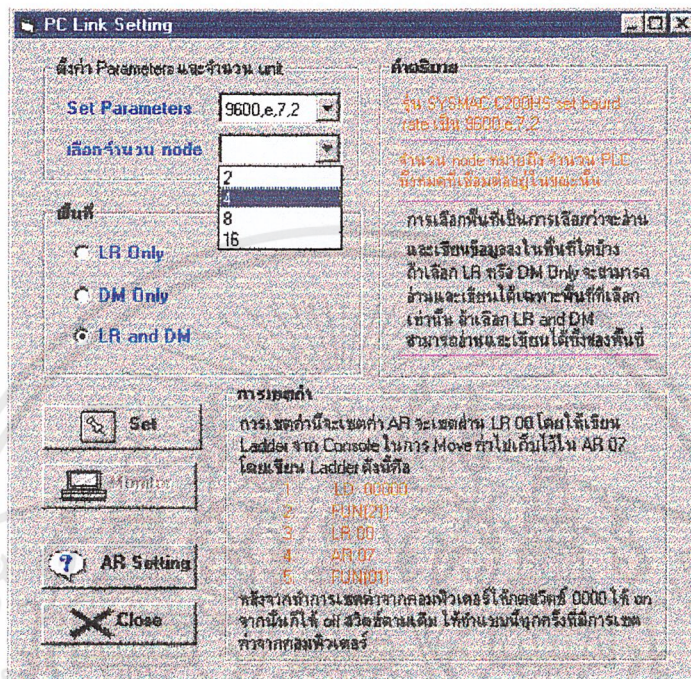 PC Link Setting
ตั้งค่า Parameters และจำนวน unit
Set Parameters 9600,e,7,2
เลือกจำนวน node
2
4
8
16
พื้นที่
LR Only
DM Only
LR and DM
คำอธิบาย
รุ่น SYSMAC C200HS set baurd
rate เป็น 9600,e,7,2
จำนวน node หมายถึง จำนวน PLC
ทั้งหมดที่เชื่อมต่ออยู่ในขณะนั้น
การเลือกพื้นที่เป็นการเลือกว่าจะอ่าน
และเขียนข้อมูลลงในพื้นที่ใดบ้าง
ถ้าเลือก LR หรือ DM Only จะสามารถ
อ่านและเขียนได้เฉพาะพื้นที่ที่เลือก
เท่านั้น ถ้าเลือก LR and DM
สามารถอ่านและเขียนได้ทั้งสองพื้นที่
Set
Monitor
AR Setting
Close
การเซตค่า
การเซตค่านี้จะเซตค่า AR จะเซตผ่าน LR 00 โดยให้เขียน
Ladder จาก Console ในการ Move ค่าไปเก็บไว้ใน AR 07
โดยเขียน Ladder ดังนี้คือ
1 LD 00000
2 FUN(21)
3 LR 00
4 AR 07
5 FUN(01)
หลังจากทำการเซตค่าจากคอมพิวเตอร์ให้กดสวิตช์ 0000 ให้ on
จากนั้นก็ให้ off สวิตช์ตามเดิม ให้ทำแบบนี้ทุกครั้งที่มีการเซต
ค่าจากคอมพิวเตอร์